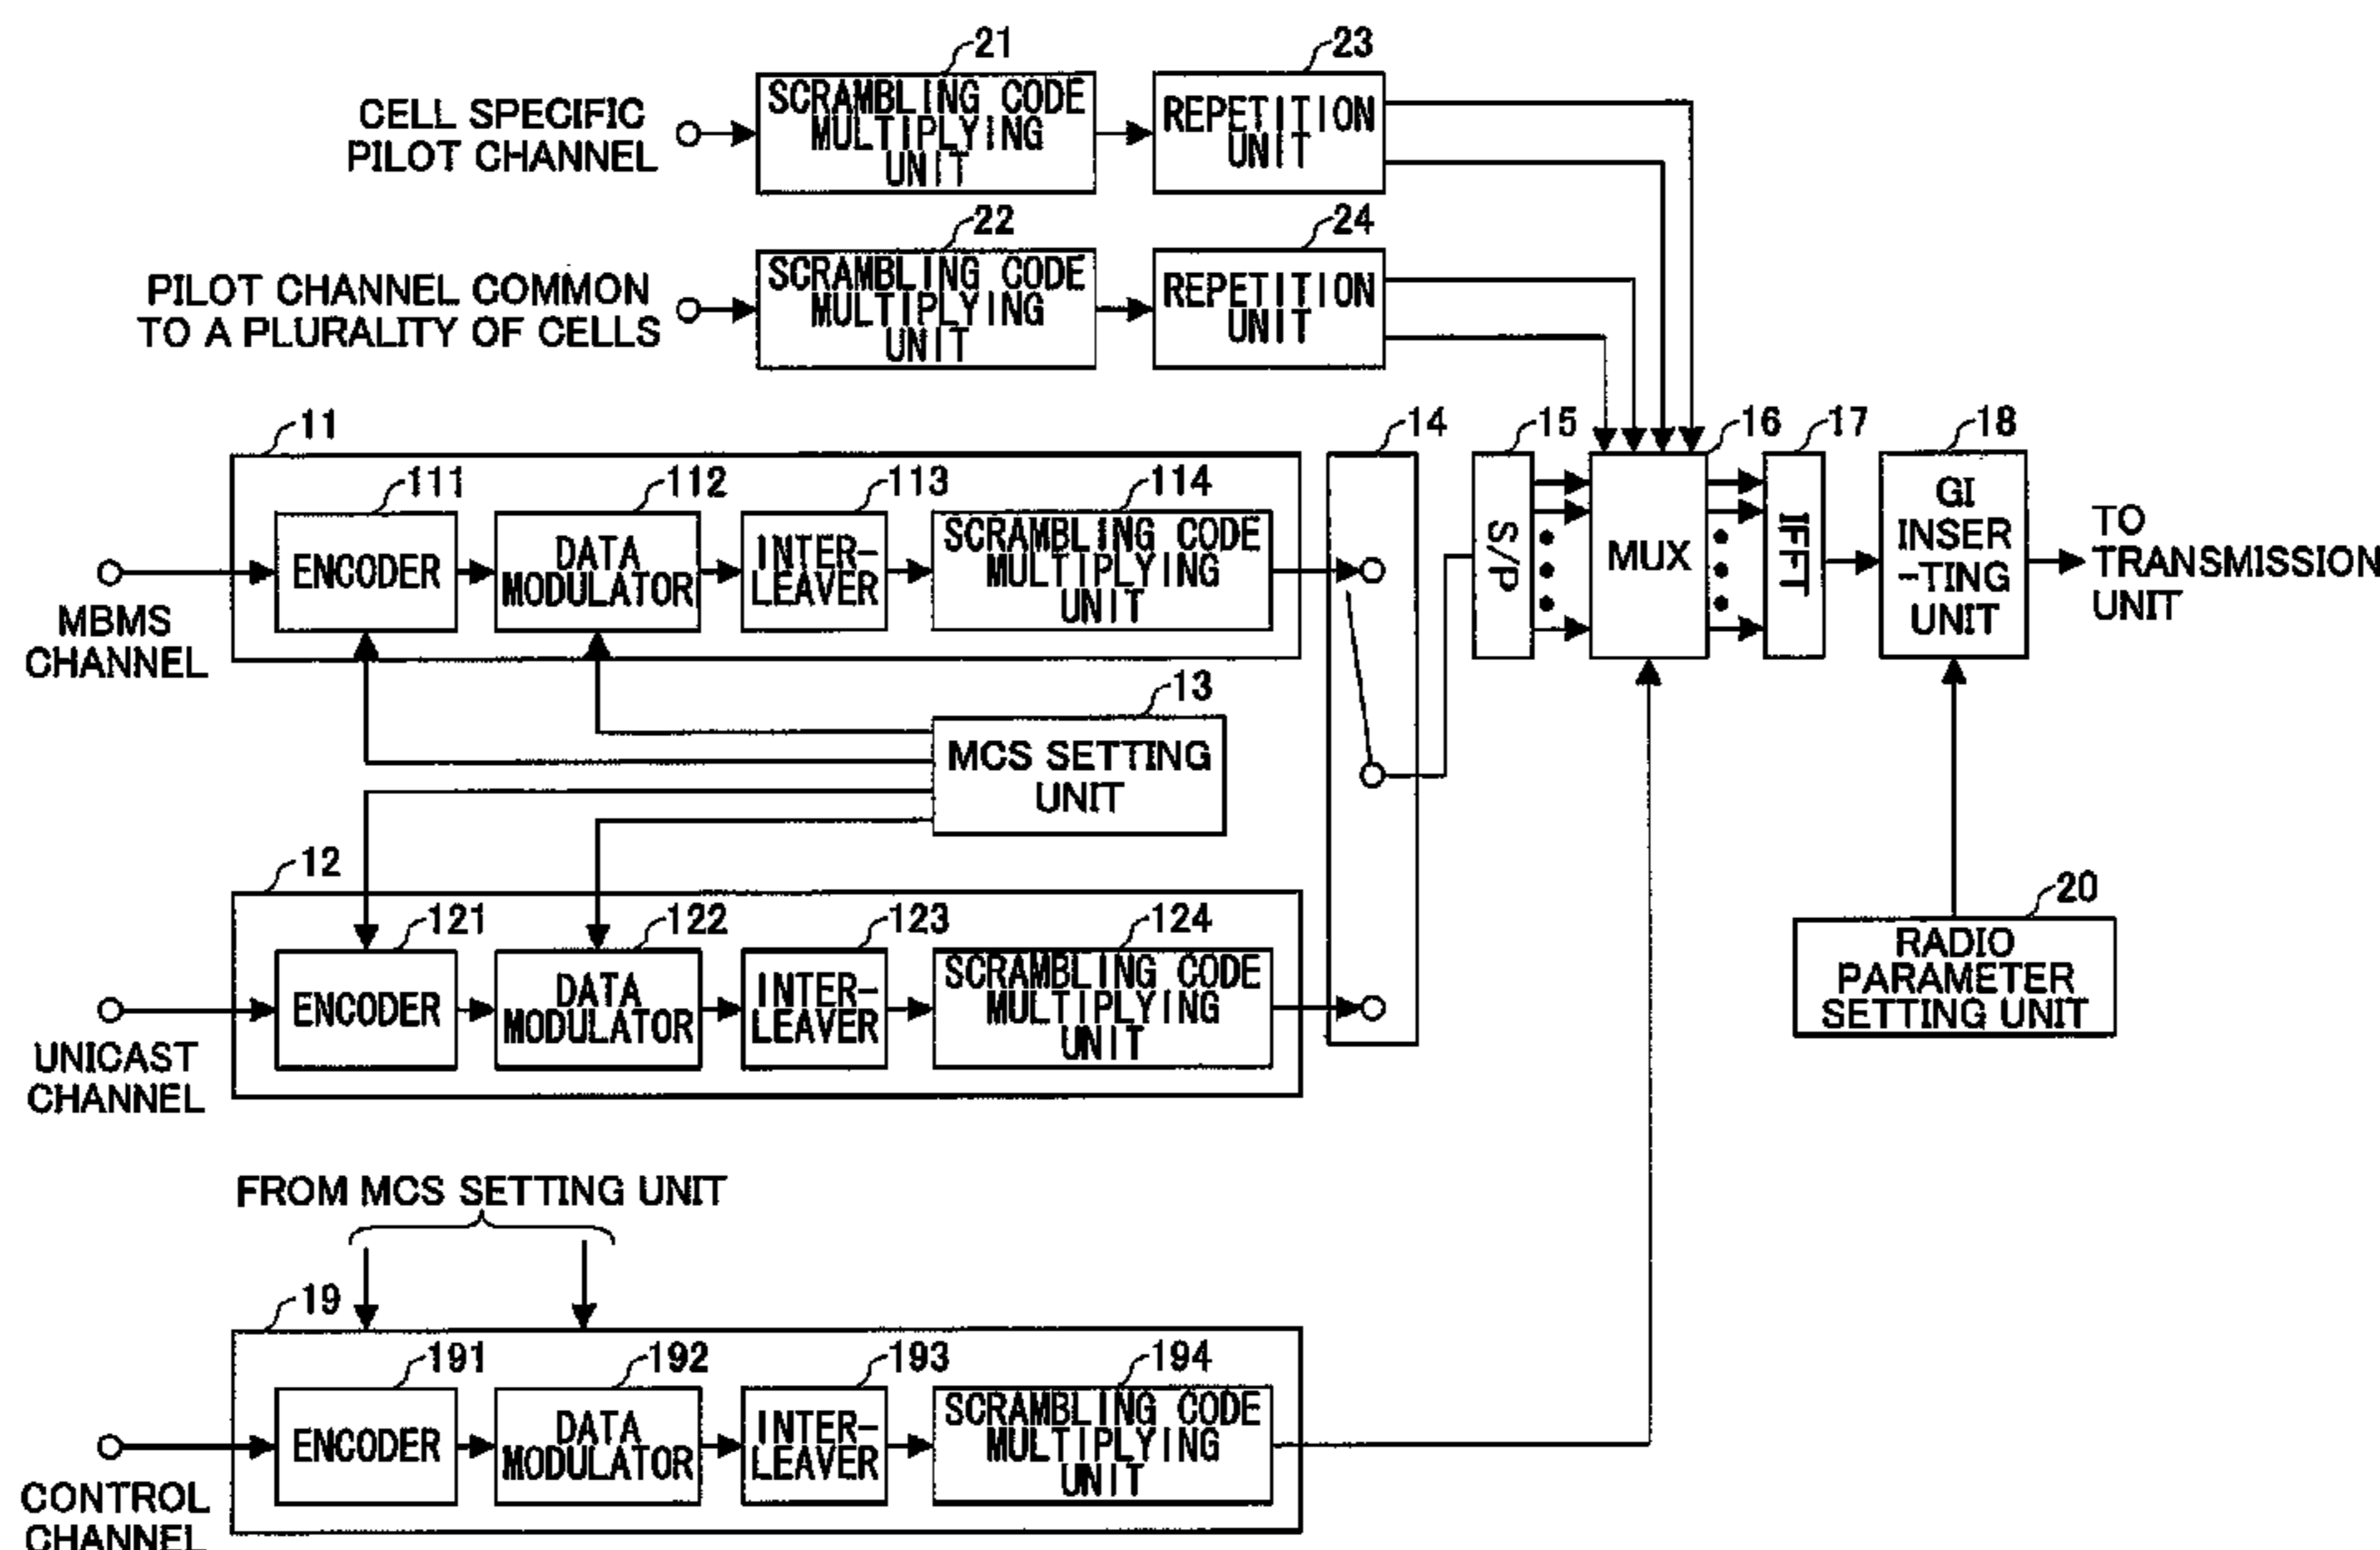 21
23
CELL SPECIFIC
PILOT CHANNEL
SCRAMBLING CODE
MULTIPLYING
UNIT
REPETITION
UNIT
22
24
PILOT CHANNEL COMMON
TO A PLURALITY OF CELLS
SCRAMBLING CODE
MULTIPLYING
UNIT
REPETITION
UNIT
11
14
15
16
17
18
111
112
113
114
MBMS
CHANNEL
ENCODER
DATA
MODULATOR
INTER-
LEAVER
SCRAMBLING CODE
MULTIPLYING
UNIT
S/P
MUX
IFFT
GI
INSER
-TING
UNIT
TO
TRANSMISSION
UNIT
13
MCS SETTING
UNIT
12
20
121
122
123
124
UNICAST
CHANNEL
ENCODER
DATA
MODULATOR
INTER-
LEAVER
SCRAMBLING CODE
MULTIPLYING
UNIT
RADIO
PARAMETER
SETTING UNIT
FROM MCS SETTING UNIT
19
191
192
193
194
CONTROL
CHANNEL
ENCODER
DATA
MODULATOR
INTER-
LEAVER
SCRAMBLING CODE
MULTIPLYING
UNIT